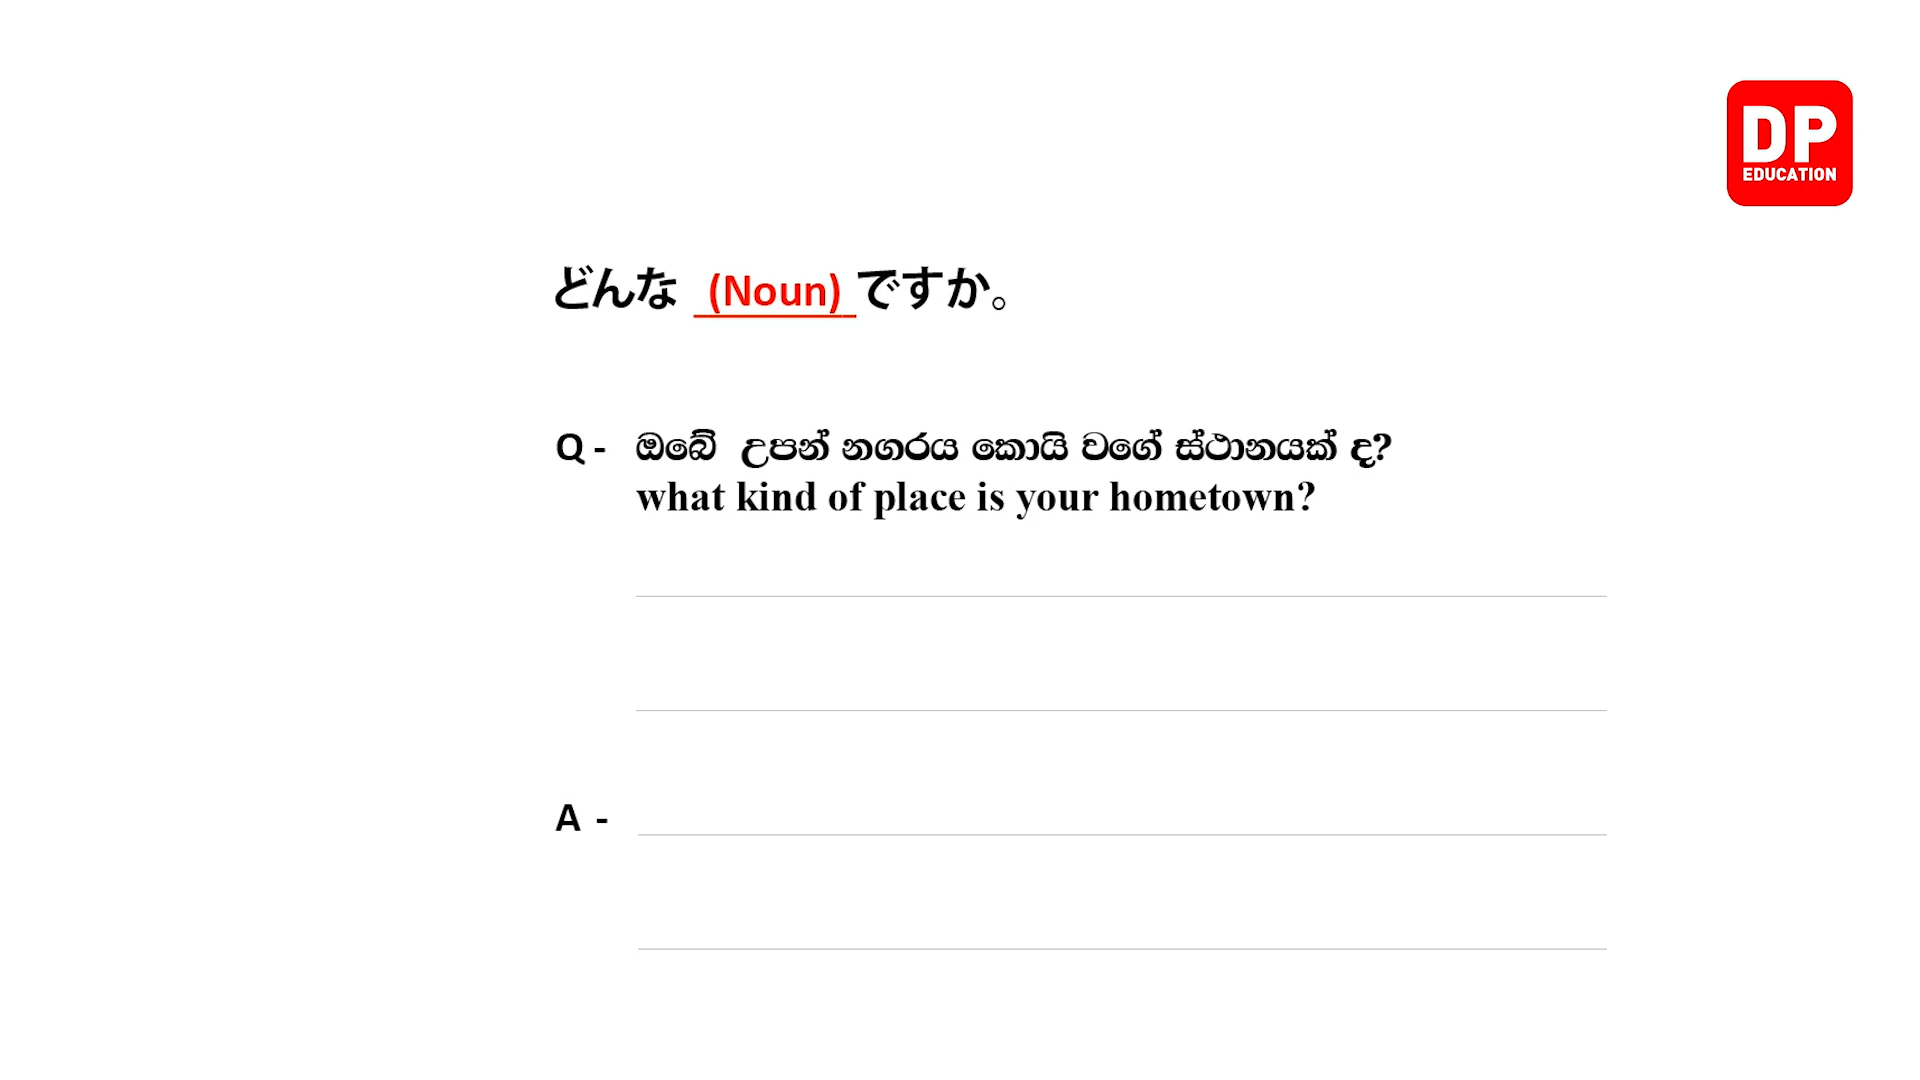 DP
EDUCATION
どんな (Noun) ですか。
Q - ඔබේ උපන් නගරය කොයි වගේ ස්ථානයක් ද?
what kind of place is your hometown?
A -